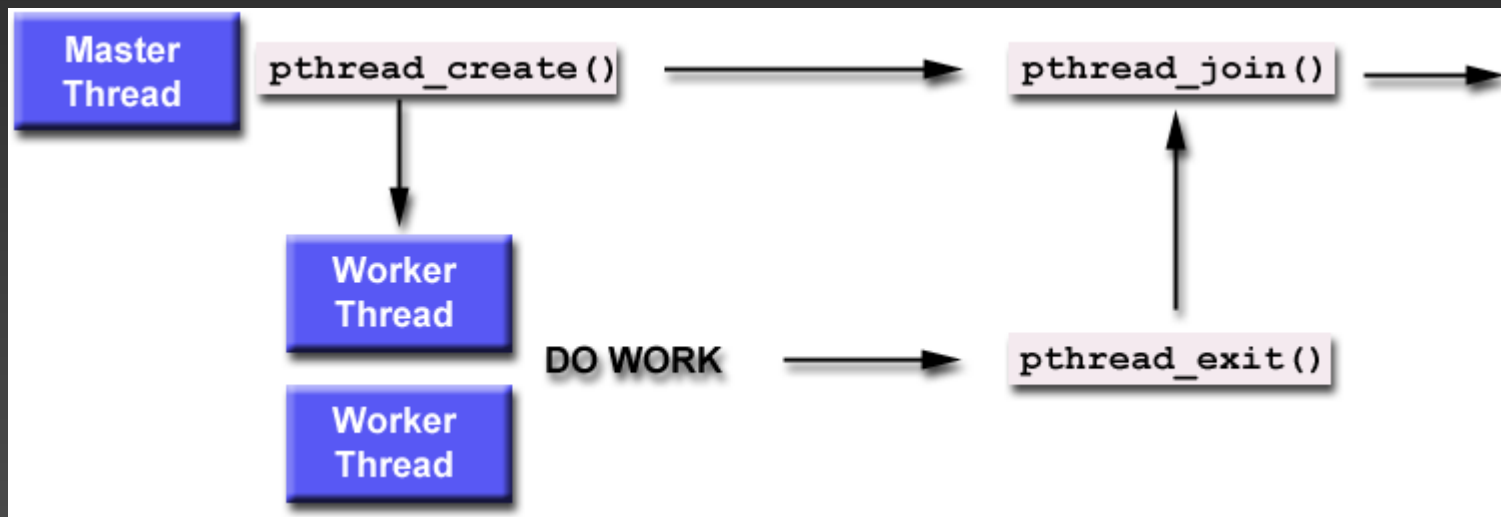 Master
Thread
pthread_create()
pthread_join()
Worker
Thread
DO WORK
pthread_exit()
Worker
Thread